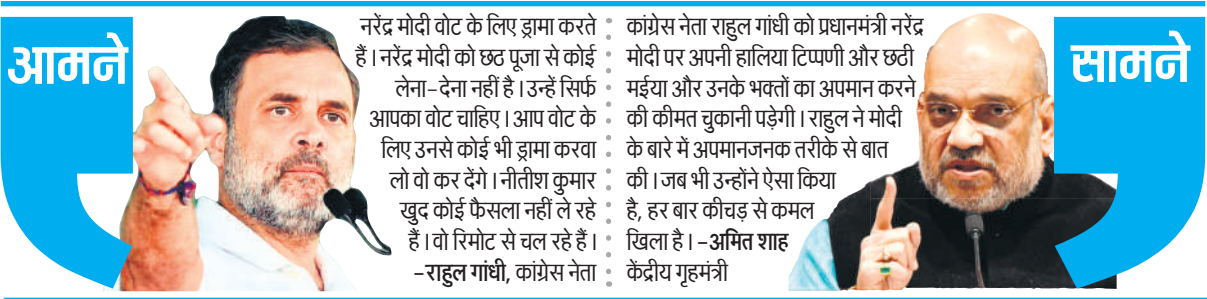 आमने
नरेंद्र मोदी वोट के लिए ड्रामा करते
हैं। नरेंद्र मोदी को छठ पूजा से कोई
लेना-देना नहीं है। उन्हें सिर्फ
आपका वोट चाहिए। आप वोट के
लिए उनसे कोई भी ड्रामा करवा
लो वो कर देंगे। नीतीश कुमार
खुद कोई फैसला नहीं ले रहे
हैं। वो रिमोट से चल रहे हैं।
-राहुल गांधी, कांग्रेस नेता
कांग्रेस नेता राहुल गांधी को प्रधानमंत्री नरेंद्र
मोदी पर अपनी हालिया टिप्पणी और छठी
मईया और उनके भक्तों का अपमान करने
की कीमत चुकानी पड़ेगी। राहुल ने मोदी
के बारे में अपमानजनक तरीके से बात
की। जब भी उन्होंने ऐसा किया
है, हर बार कीचड़ से कमल
खिला है। -अमित शाह
केंद्रीय गृहमंत्री
सामने